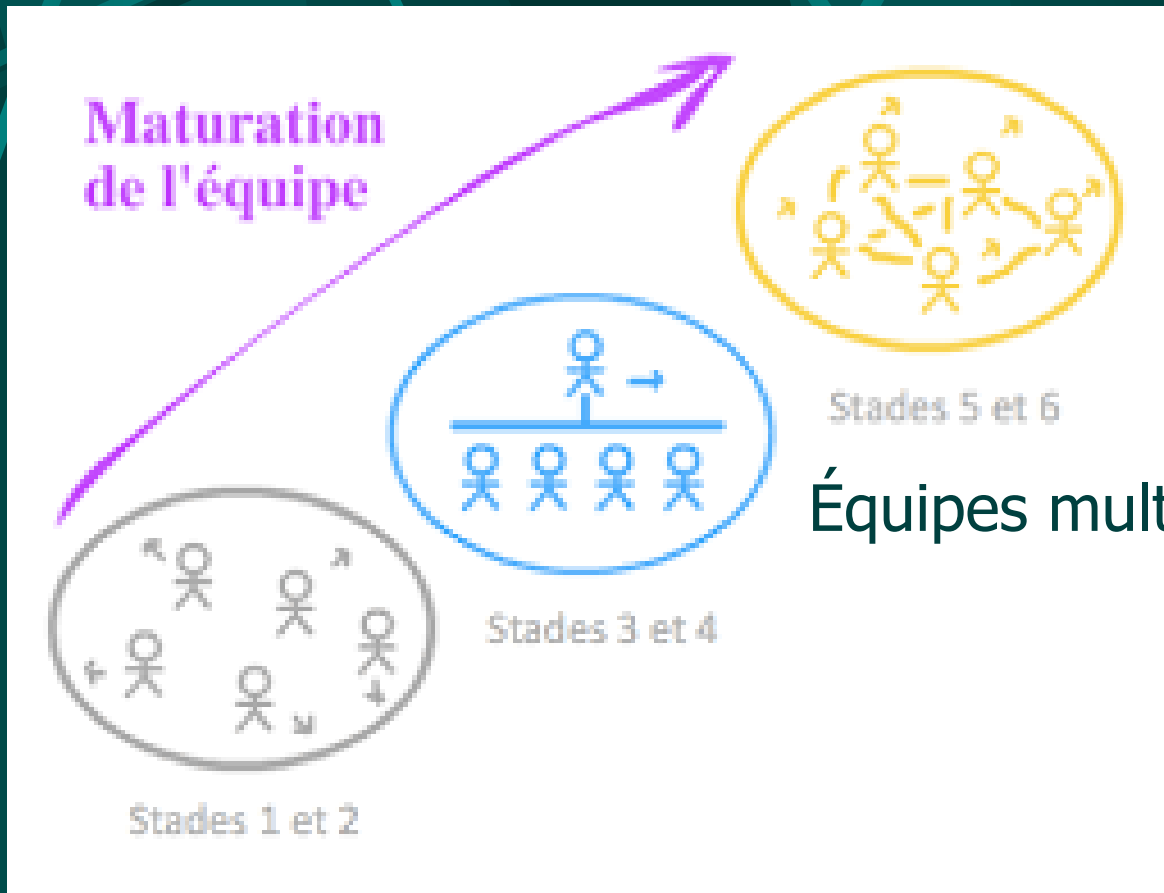 Maturation
de l'équipe
Stades 5 et 6
Équipes mult
Stades 3 et 4
Stades 1 et 2